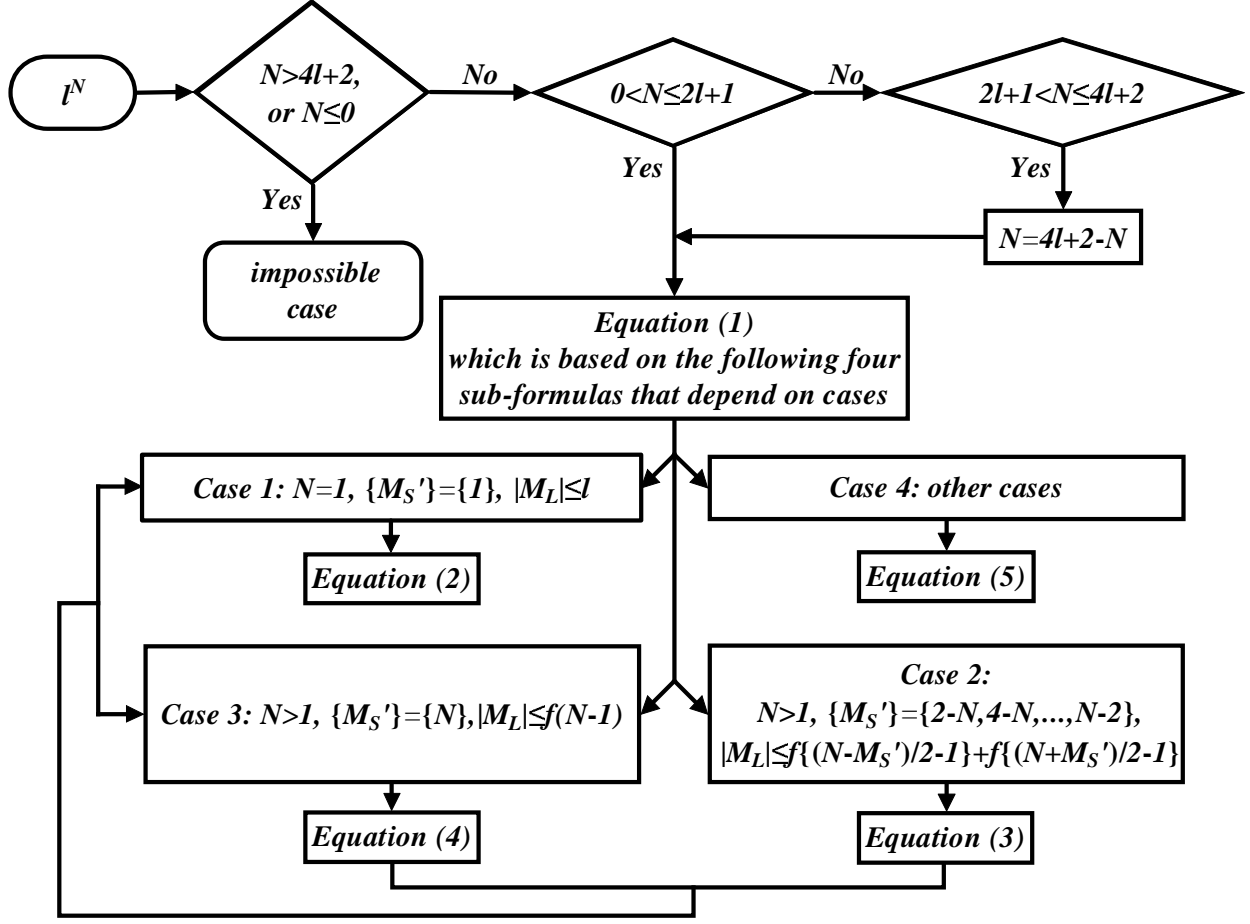 l^N
N>4l+2,
or N≤0
No
0<N≤2l+1
No
2l+1<N≤4l+2
Yes
Yes
Yes
N=4l+2-N
impossible
case
Equation (1)
which is based on the following four
sub-formulas that depend on cases
Case 1: N=1, {M_S'}={1}, |M_L|≤l
Case 4: other cases
Equation (2)
Equation (5)
Case 3: N>1, {M_S'}={N},|M_L|≤f(N-1)
Case 2:
N>1, {M_S'}={2-N,4-N,...,N-2},
|M_L|≤f{(N-M_S')/2-1}+f{(N+M_S')/2-1}
Equation (4)
Equation (3)